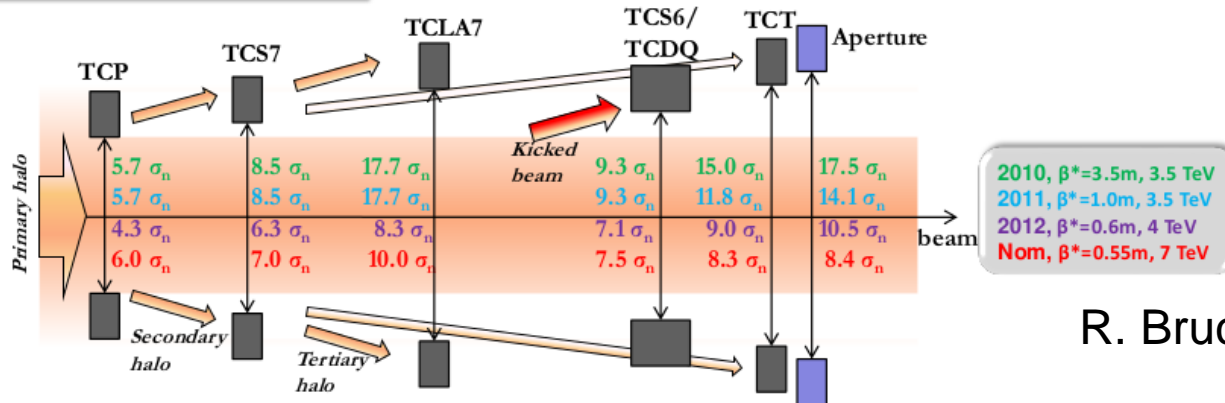 TCP
TCS7
TCLA7
TCS6/
TCDQ
TCT
Aperture
Primary halo
Kicked
beam
5.7 σn 8.5 σn 17.7 σn 9.3 σn 15.0 σn 17.5 σn
5.7 σn 8.5 σn 17.7 σn 9.3 σn 11.8 σn 14.1 σn
4.3 σn 6.3 σn 8.3 σn 7.1 σn 9.0 σn 10.5 σn
6.0 σn 7.0 σn 10.0 σn 7.5 σn 8.3 σn 8.4 σn
beam
2010, β*=3.5m, 3.5 TeV
2011, β*=1.0m, 3.5 TeV
2012, β*=0.6m, 4 TeV
Nom, β*=0.55m, 7 TeV
Secondary
halo
Tertiary
halo
R. Bruc